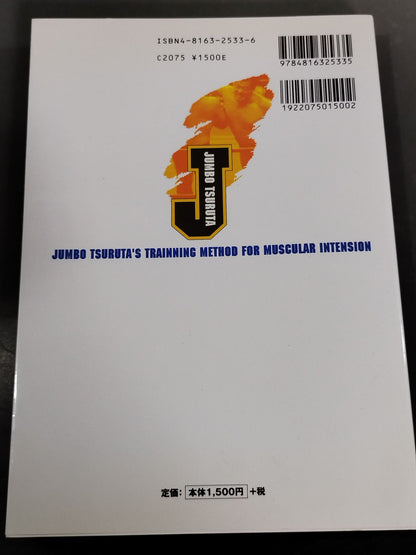 ISBN4-8163-2533-6
C2075 ¥1500E
9784816325335
1922075015002
J
JUMBO TSURUTA
JUMBO TSURUTA'S TRAINNING METHOD FOR MUSCULAR INTENSION
定価: 本体1,500円 +税